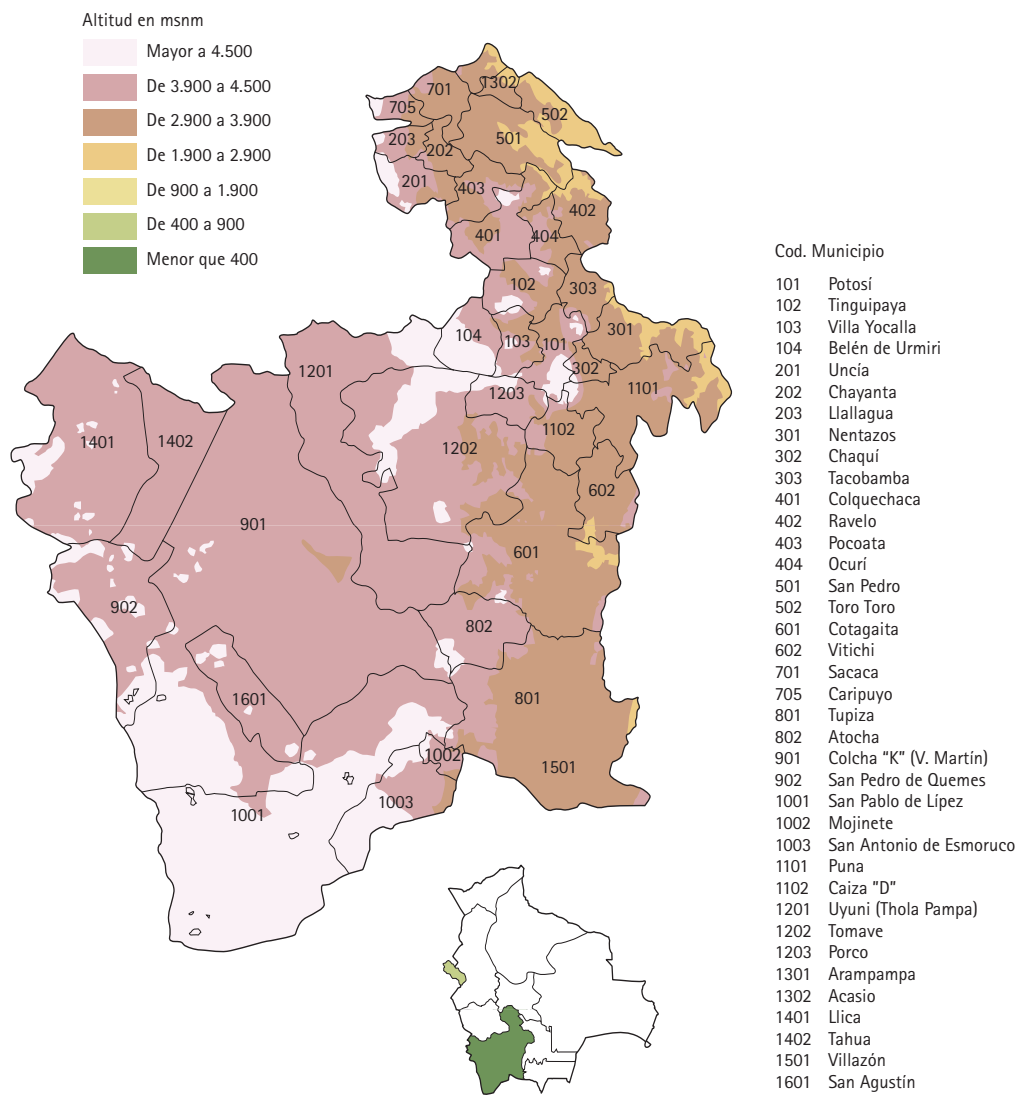 Altitud en msnm
Mayor a 4.500
De 3.900 a 4.500
De 2.900 a 3.900
De 1.900 a 2.900
De 900 a 1.900
De 400 a 900
Menor que 400
1302
701
705
502
501
203
202
201
403
402
401
404
102
303
104
103
101
301
302
1201
1203
1101
1102
1401
1402
1202
602
901
601
902
802
1601
801
1002
1501
1003
1001
Cod. Municipio
101 Potosí
102 Tinguipaya
103 Villa Yocalla
104 Belén de Urmiri
201 Uncía
202 Chayanta
203 Llallagua
301 Nentazos
302 Chaquí
303 Tacobamba
401 Colquechaca
402 Ravelo
403 Pocoata
404 Ocurí
501 San Pedro
502 Toro Toro
601 Cotagaita
602 Vitichi
701 Sacaca
705 Caripuyo
801 Tupiza
802 Atocha
901 Colcha “K” (V. Martín)
902 San Pedro de Quemes
1001 San Pablo de Lípez
1002 Mojinete
1003 San Antonio de Esmoruco
1101 Puna
1102 Caiza “D”
1201 Uyuni (Thola Pampa)
1202 Tomave
1203 Porco
1301 Arampampa
1302 Acasio
1401 Llica
1402 Tahua
1501 Villazón
1601 San Agustín